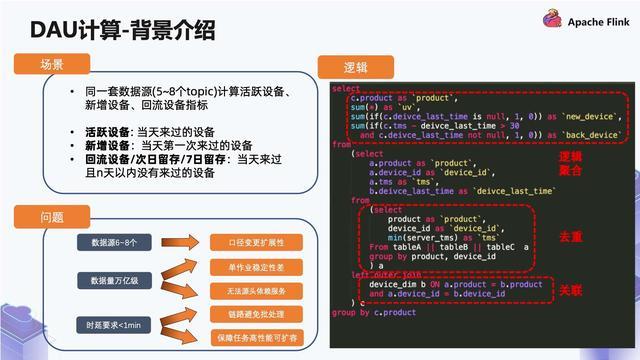 DAU计算-背景介绍
Apache Flink
场景
• 同一套数据源(5~8个topic)计算活跃设备、
新增设备、回流设备指标
• 活跃设备: 当天来过的设备
• 新增设备: 当天第一次来过的设备
• 回流设备/次日留存/7日留存: 当天来过
且n天以内没有来过的设备
问题
数据源6~8个
口径变更扩展性
数据量万亿级
单作业稳定性差
无法源头依赖服务
时延要求<1min
链路避免批处理
保障任务高性能可扩容
逻辑
select
c.product as `product`,
sum(*) as `uv`,
sum(if(c.deivce_last_time is null, 1, 0)) as `new_device`,
sum(if(c.tms - deivce_last_time > 30
and c.deivce_last_time not null, 1, 0)) as `back_device`
from
(select
a.product as `product`,
a.device_id as `device_id`,
a.tms as `tms`,
b.deivce_last_time as `deivce_last_time`
from
(select
product as `product`,
device_id as `device_id`,
min(server_tms) as `tms`
From tableA || tableB || tableC a
group by product, device_id
) a
left outer join
device_dim b ON a.product = b.product
and a.device_id = b.device_id
) c
group by c.product
逻辑
聚合
去重
关联